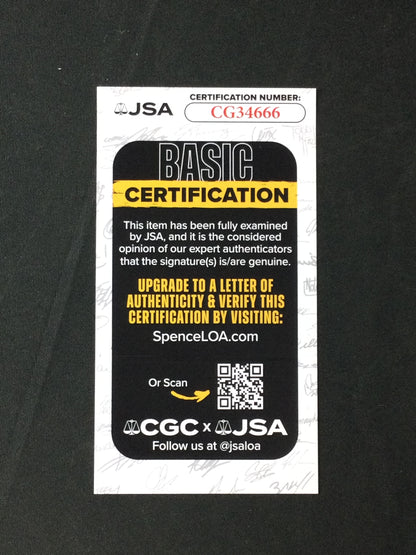 CERTIFICATION NUMBER:
JSA
CG34666
BASIC
CERTIFICATION
This item has been fully examined
by JSA, and it is the considered
opinion of our expert authenticators
that the signature(s) is/are genuine.
UPGRADE TO A LETTER OF
AUTHENTICITY & VERIFY THIS
CERTIFICATION BY VISITING:
SpenceLOA.com
Or Scan
CGC x JSA
Follow us at @jsaloa